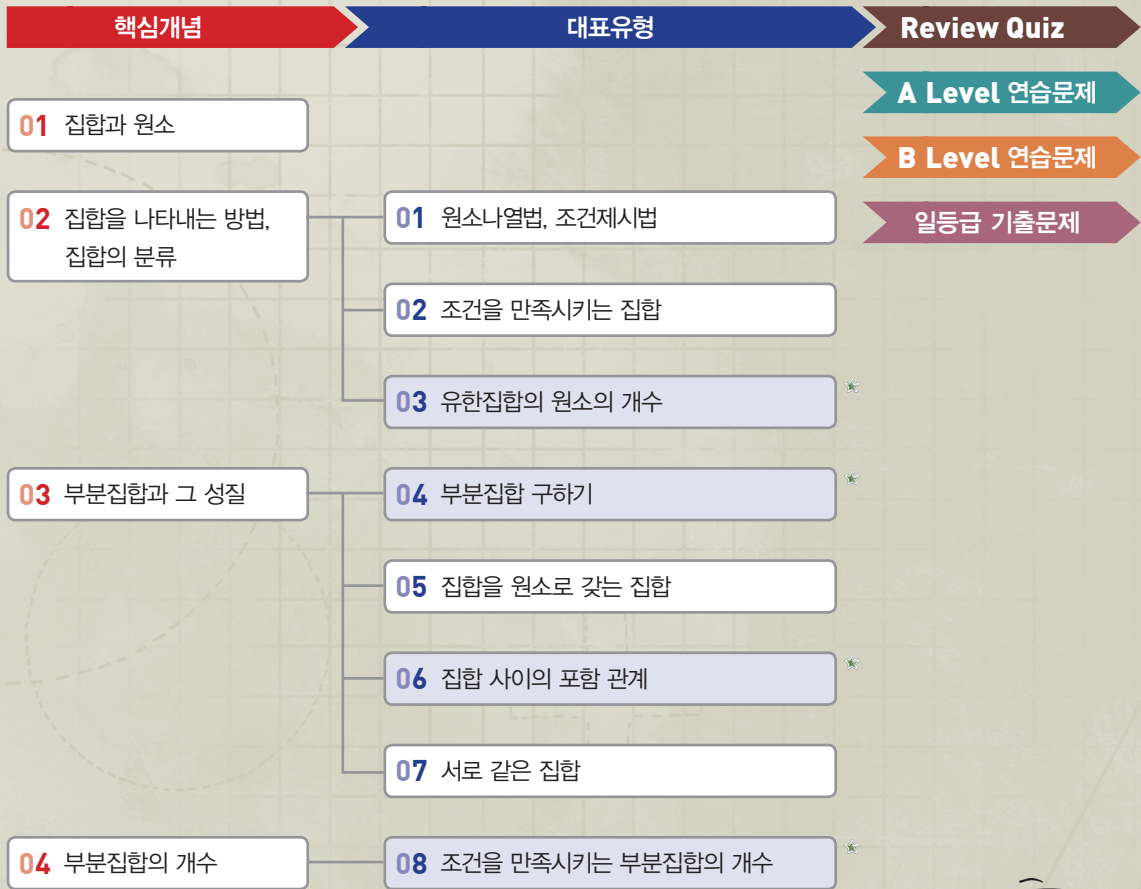 핵심개념
대표유형
Review Quiz
A Level 연습문제
B Level 연습문제
일등급 기출문제
01 집합과 원소
02 집합을 나타내는 방법,
집합의 분류
01 원소나열법, 조건제시법
02 조건을 만족시키는 집합
03 유한집합의 원소의 개수
03 부분집합과 그 성질
04 부분집합 구하기
05 집합을 원소로 갖는 집합
06 집합 사이의 포함 관계
07 서로 같은 집합
04 부분집합의 개수
08 조건을 만족시키는 부분집합의 개수